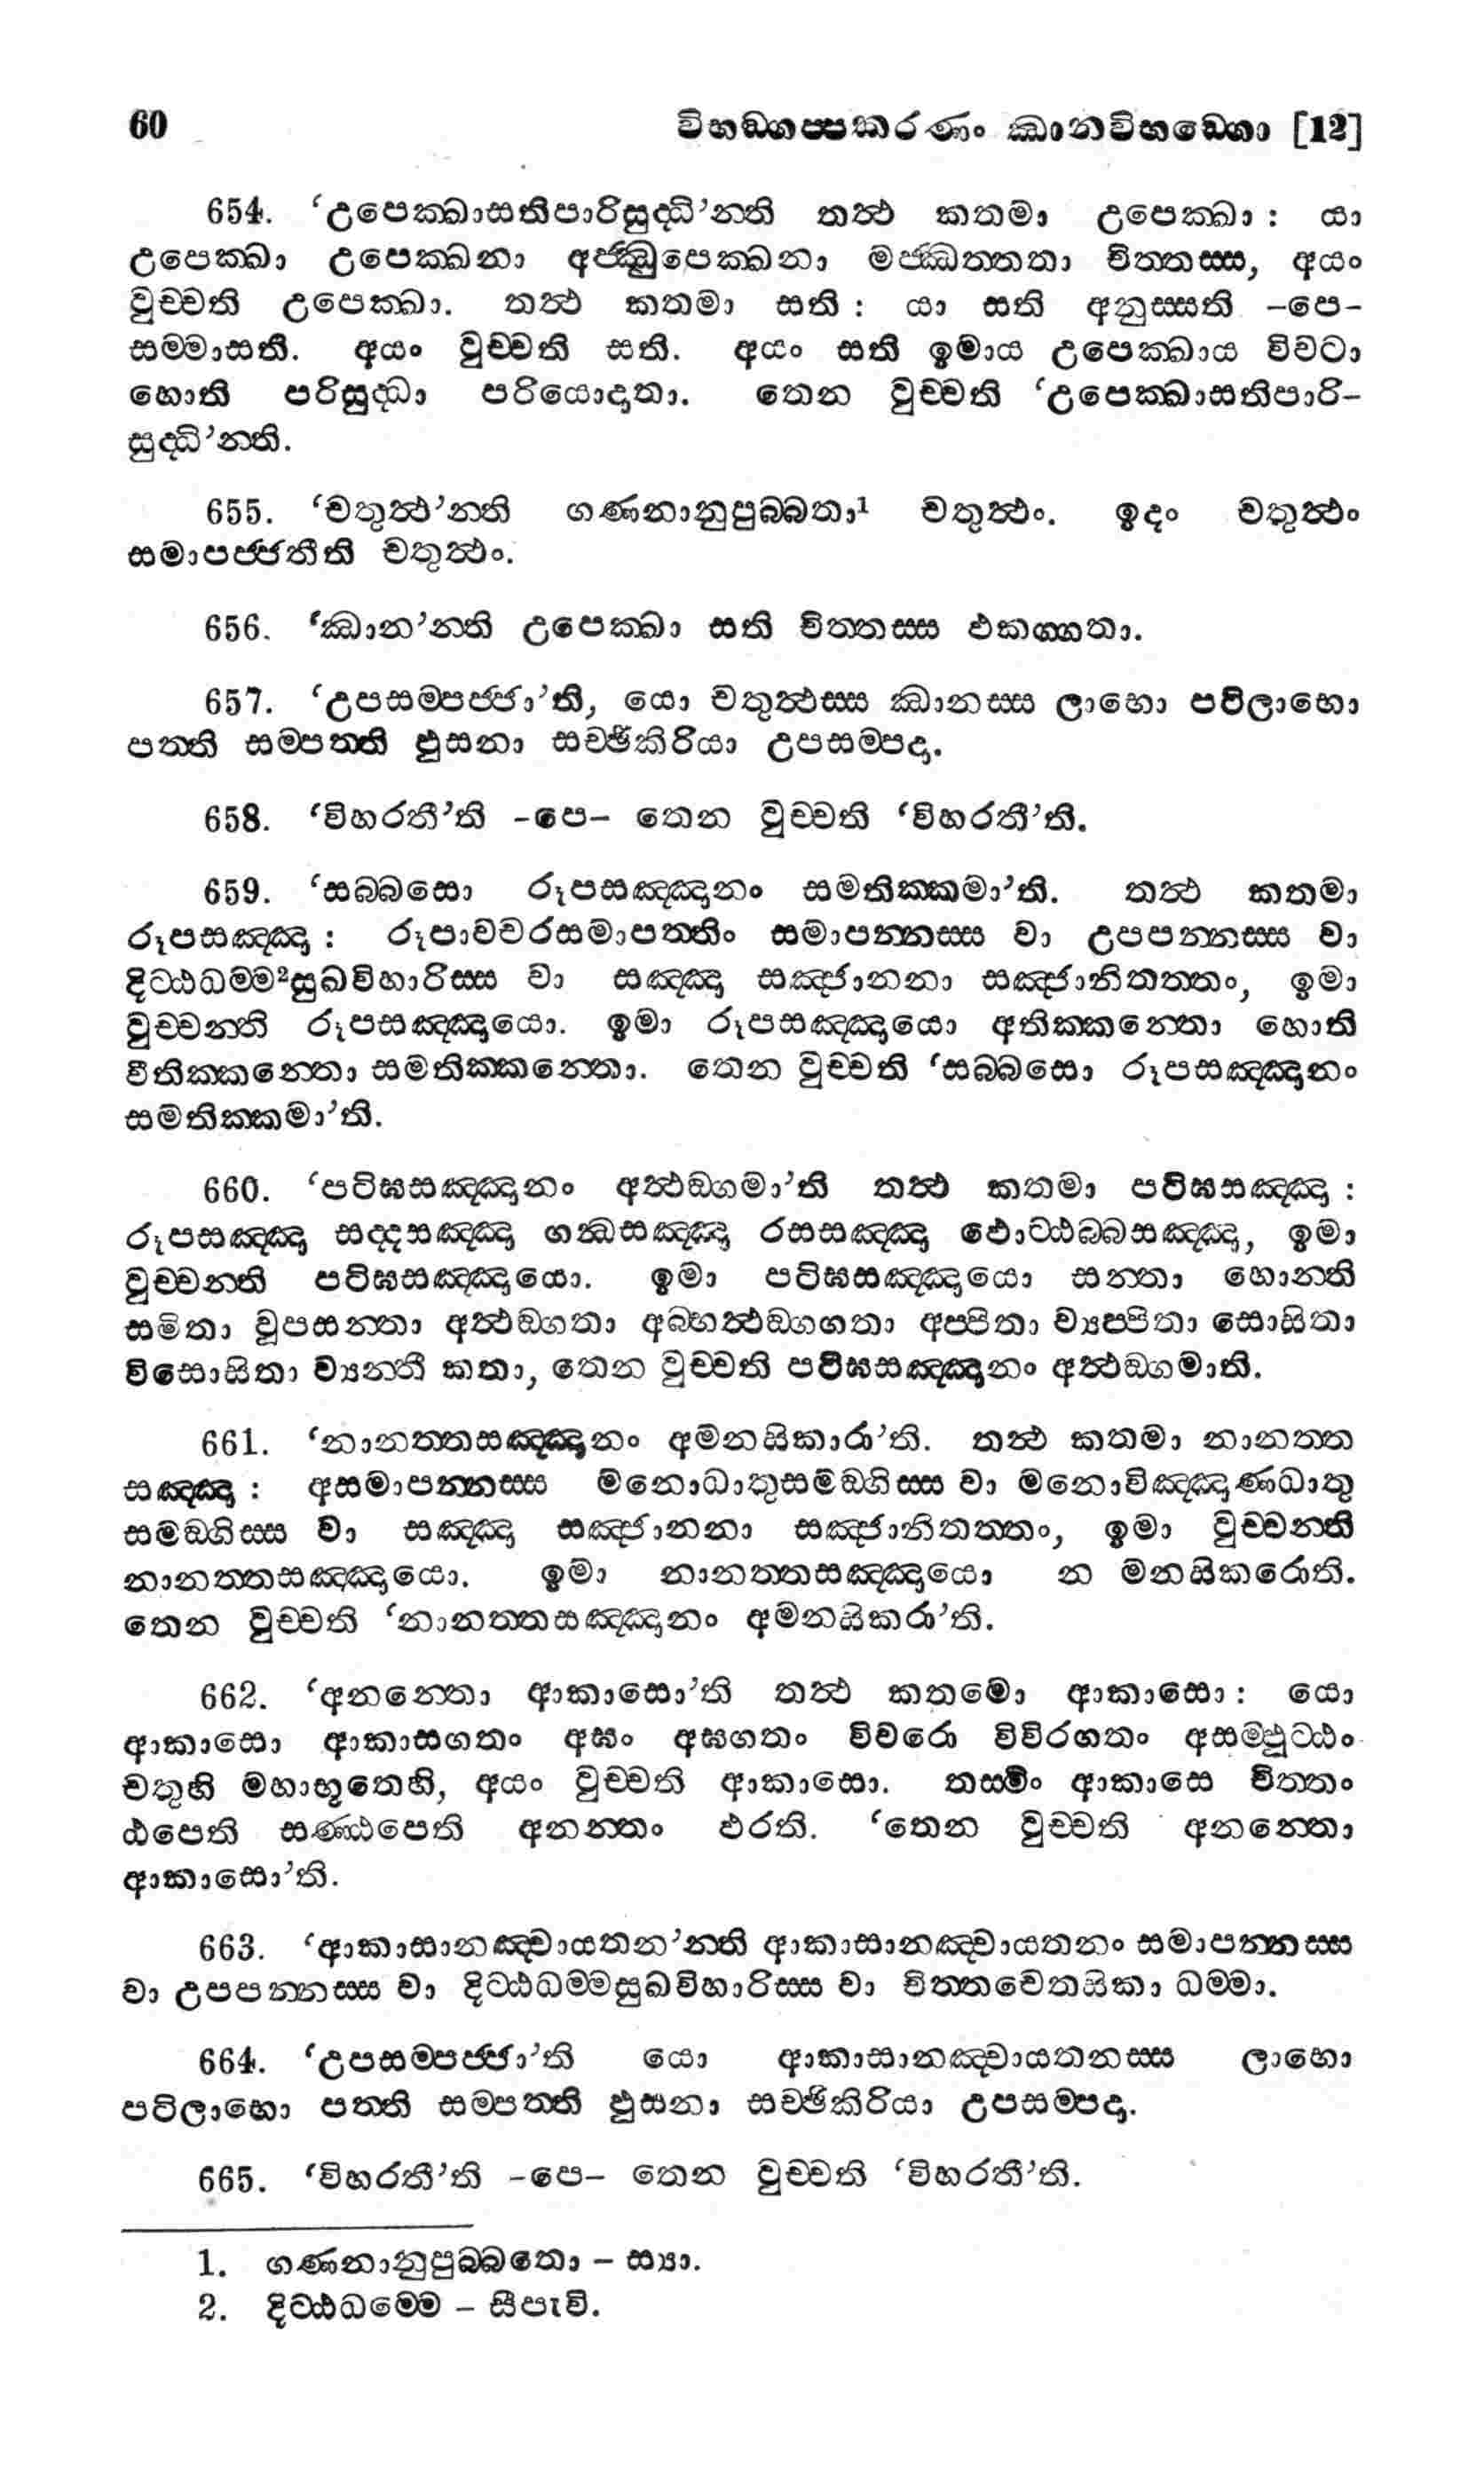 60 විභඞ්ගප්පකරණං ඣානවිභඞ්ගො [12]
654. ‘උපෙක්ඛාසතිපාරිසුද්ධි’න්ති තත්ථ කතමා උපෙක්ඛා : යා
උපෙක්ඛා උපෙක්ඛනා අජ්ඣුපෙක්ඛනා මජ්ඣත්තතා චිත්තස්ස, අයං
වුච්චති උපෙක්ඛා. තත්ථ කතමා සති : යා සති අනුස්සති –පෙ–
සම්මාසති. අයං වුච්චති සති. අයං සති ඉමාය උපෙක්ඛාය විවටා
හොති පරිසුද්ධා පරියොදාතා. තෙන වුච්චති ‘උපෙක්ඛාසතිපාරි–
සුද්ධි’න්ති.
655. ‘චතුත්ථ’න්ති ගණනානුපුබ්බතා¹ චතුත්ථං. ඉදං චතුත්ථං
සමාපජ්ජතීති චතුත්ථං.
656. ‘ඣාන’න්ති උපෙක්ඛා සති චිත්තස්ස එකග්ගතා.
657. ‘උපසම්පජ්ජා’ති, යො චතුත්ථස්ස ඣානස්ස ලාභො පටිලාභො
පත්ති සම්පත්ති ඵුසනා සච්ඡිකිරියා උපසම්පදා.
658. ‘විහරතී’ති –පෙ– තෙන වුච්චති ‘විහරතී’ති.
659. ‘සබ්බසො රූපසඤ්ඤානං සමතික්කමා’ති. තත්ථ කතමා
රූපසඤ්ඤා : රූපාවචරසමාපත්තිං සමාපන්නස්ස වා උපපන්නස්ස වා
දිට්ඨධම්ම²සුඛවිහාරිස්ස වා සඤ්ඤා සඤ්ජානනා සඤ්ජානිතත්තං, ඉමා
වුච්චන්ති රූපසඤ්ඤායො. ඉමා රූපසඤ්ඤායො අතික්කන්තො හොති
වීතික්කන්තො සමතික්කන්තො. තෙන වුච්චති ‘සබ්බසො රූපසඤ්ඤානං
සමතික්කමා’ති.
660. ‘පටිඝසඤ්ඤානං අත්ථඞ්ගමා’ති තත්ථ කතමා පටිඝසඤ්ඤා :
රූපසඤ්ඤා සද්දසඤ්ඤා ගන්ධසඤ්ඤා රසසඤ්ඤා ඵොට්ඨබ්බසඤ්ඤා, ඉමා
වුච්චන්ති පටිඝසඤ්ඤායො. ඉමා පටිඝසඤ්ඤායො සන්තා හොන්ති
සමිතා වූපසන්තා අත්ථඞ්ගතා අබ්භත්ථඞ්ගගතා අප්පිතා ව්‍යප්පිතා සොසිතා
විසොසිතා ව්‍යන්තී කතා, තෙන වුච්චති පටිඝසඤ්ඤානං අත්ථඞ්ගමාති.
661. ‘නානත්තසඤ්ඤානං අමනසිකාරා’ති. තත්ථ කතමා නානත්ත
සඤ්ඤා : අසමාපන්නස්ස මනොධාතුසමඞ්ගිස්ස වා මනොවිඤ්ඤාණධාතු
සමඞ්ගිස්ස වා සඤ්ඤා සඤ්ජානනා සඤ්ජානිතත්තං, ඉමා වුච්චන්ති
නානත්තසඤ්ඤායො. ඉමා නානත්තසඤ්ඤායො න මනසිකරොති.
තෙන වුච්චති ‘නානත්තසඤ්ඤානං අමනසිකරා’ති.
662. ‘අනන්තො ආකාසො’ති තත්ථ කතමො ආකාසො : යො
ආකාසො ආකාසගතං අඝං අඝගතං විවරො විවිරගතං අසම්ඵුට්ඨං
චතුහි මහාභූතෙහි, අයං වුච්චති ආකාසො. තස්මිං ආකාසෙ චිත්තං
ඨපෙති සණ්ඨපෙති අනන්තං ඵරති. ‘තෙන වුච්චති අනන්තො
ආකාසො’ති.
663. ‘ආකාසානඤ්චායතන’න්ති ආකාසානඤ්චායතනං සමාපන්නස්ස
වා උපපන්නස්ස වා දිට්ඨධම්මසුඛවිහාරිස්ස වා චිත්තචෙතසිකා ධම්මා.
664. ‘උපසම්පජ්ජා’ති යො ආකාසානඤ්චායතනස්ස ලාභො
පටිලාභො පත්ති සම්පත්ති ඵුසනා සච්ඡිකිරියා උපසම්පදා.
665. ‘විහරතී’ති –පෙ– තෙන වුච්චති ‘විහරතී’ති.
1. ගණනානුපුබ්බතො – ස්‍යා.
2. දිට්ඨධම්මෙ – සීපැවි.